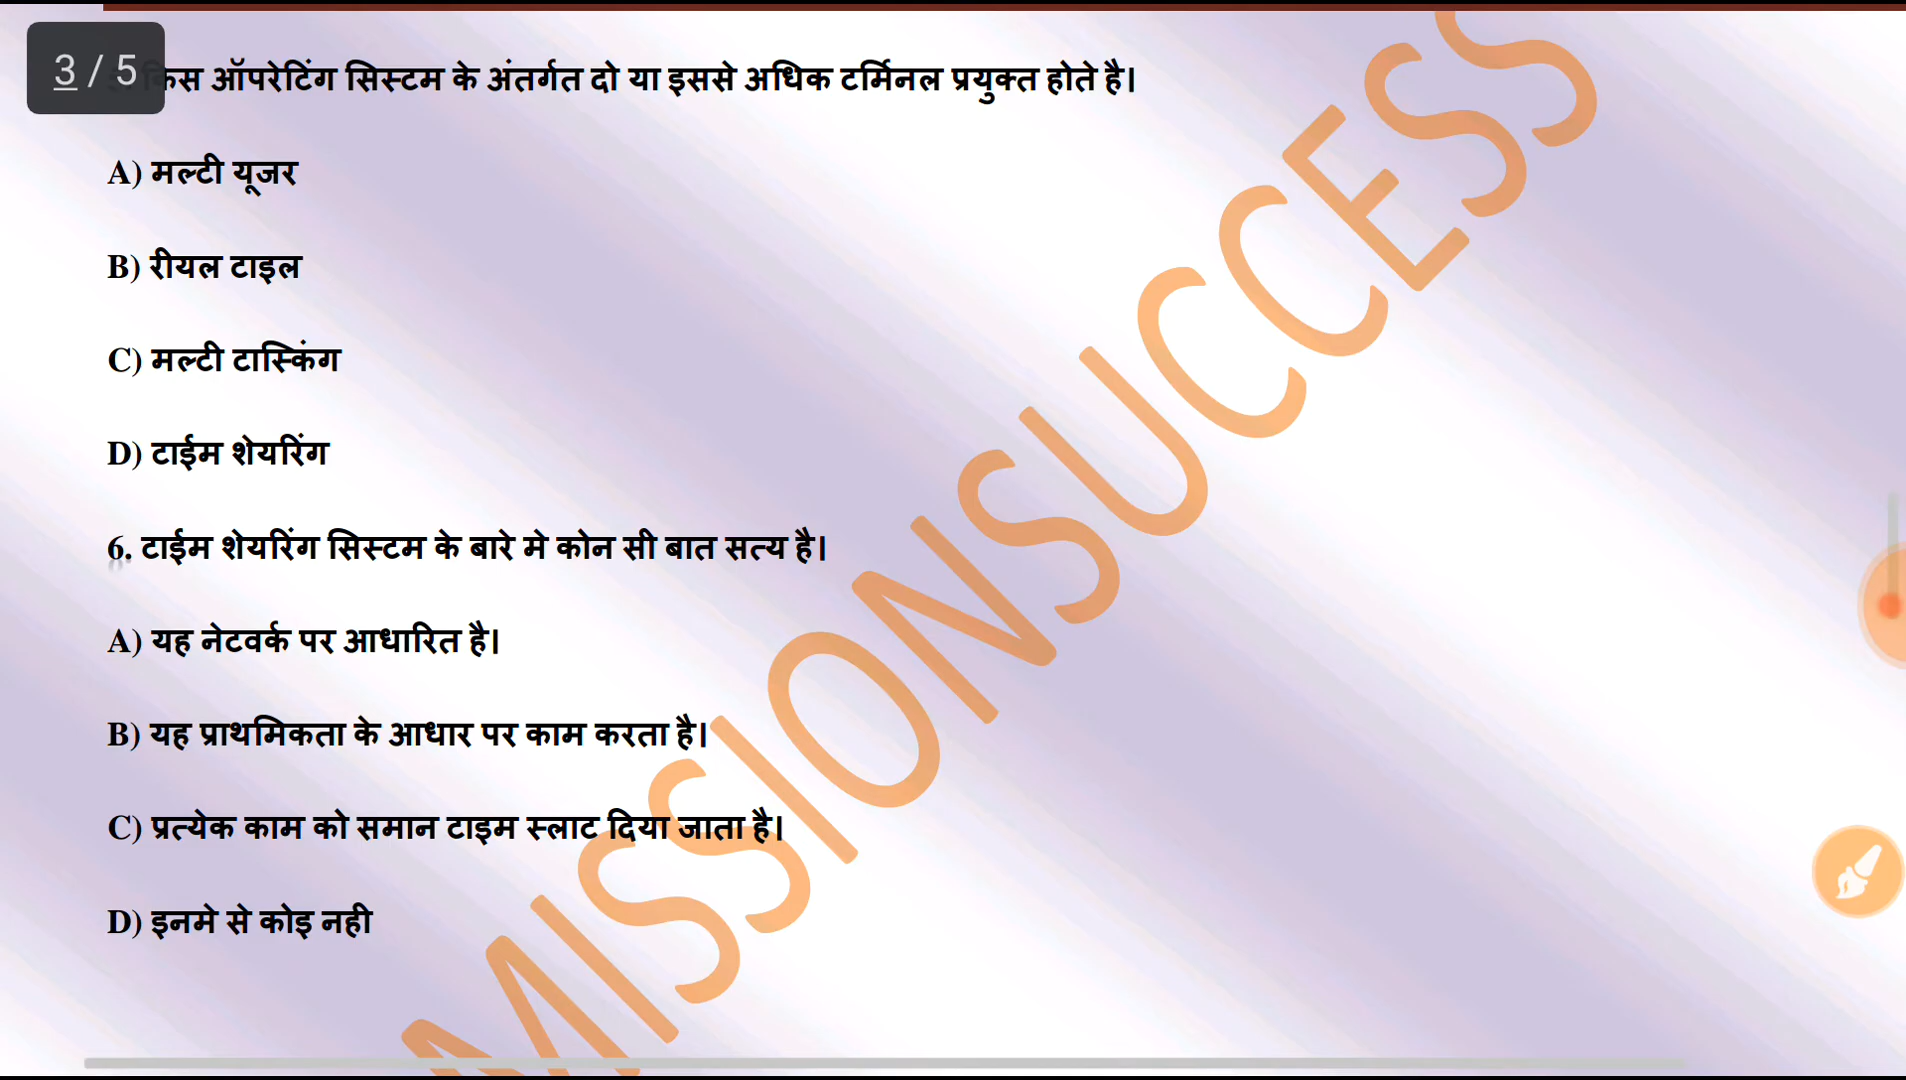 3 / 5
किस ऑपरेटिंग सिस्टम के अंतर्गत दो या इससे अधिक टर्मिनल प्रयुक्त होते है।
A) मल्टी यूजर
B) रीयल टाइल
C) मल्टी टास्किंग
D) टाईम शेयरिंग
6. टाईम शेयरिंग सिस्टम के बारे मे कोन सी बात सत्य है।
A) यह नेटवर्क पर आधारित है।
B) यह प्राथमिकता के आधार पर काम करता है।
C) प्रत्येक काम को समान टाइम स्लाट दिया जाता है।
D) इनमे से कोइ नही
MISSIONSUCCESS